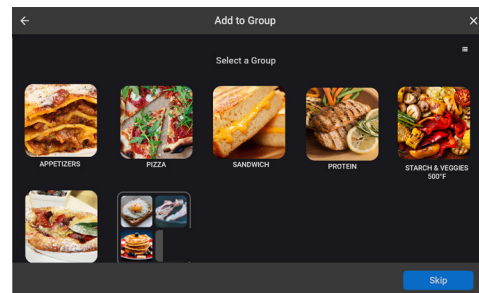 Add to Group
Select a Group
APPETIZERS
PIZZA
SANDWICH
PROTEIN
STARCH & VEGGIES
500°F
Skip